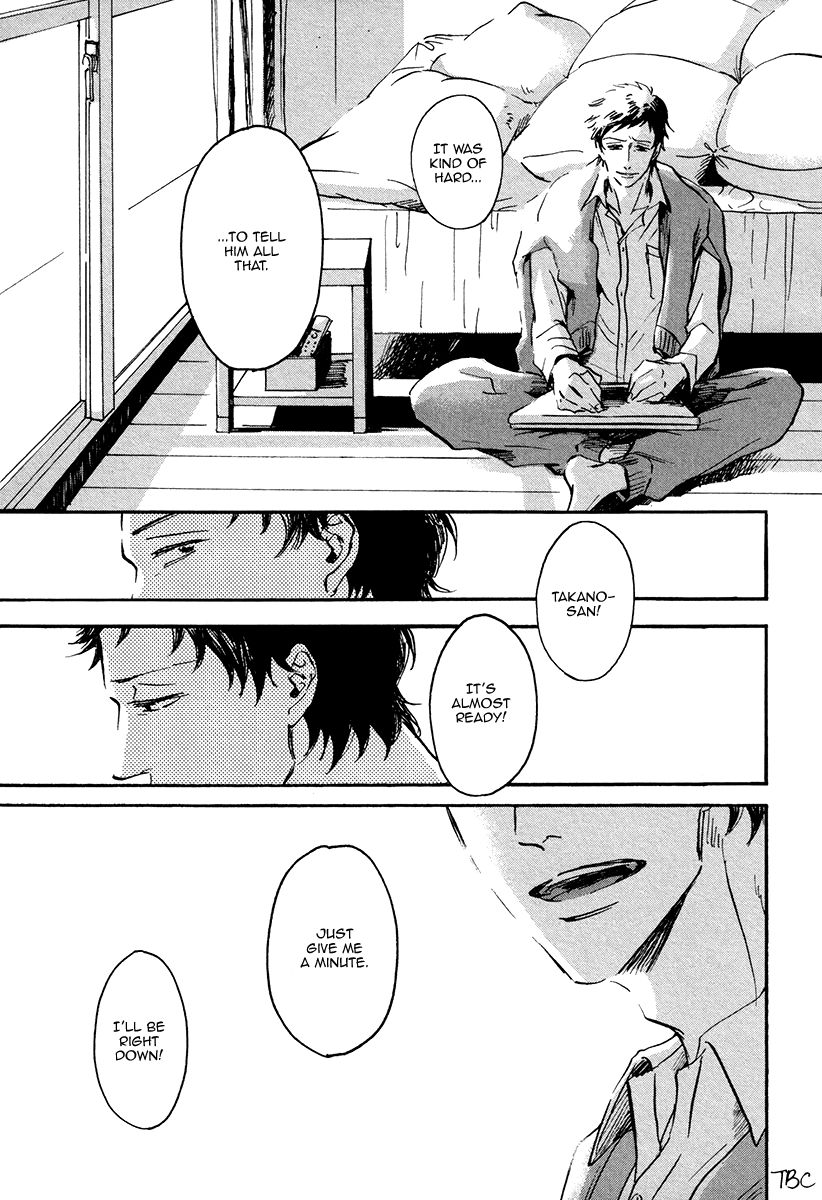 IT WAS
KIND OF
HARD...
...TO TELL
HIM ALL
THAT.
TAKANO-
SAN!
IT'S
ALMOST
READY!
JUST
GIVE ME
A MINUTE.
I'LL BE
RIGHT
DOWN!
TBC